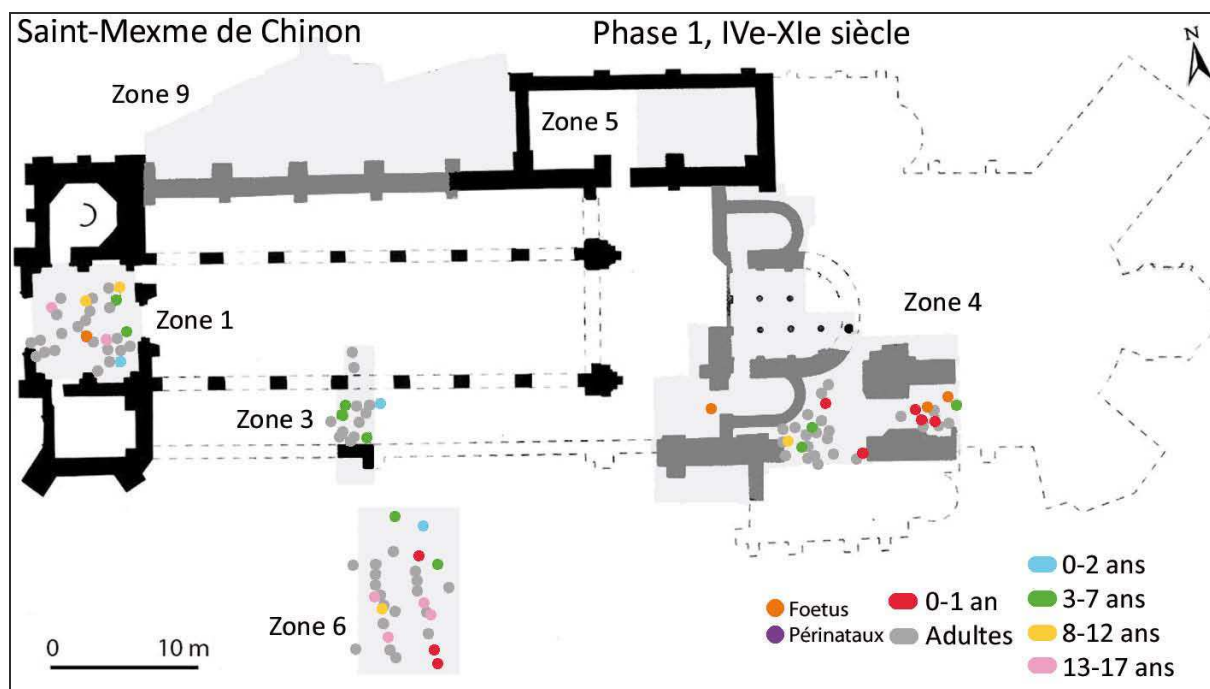 Saint-Mexme de Chinon
Phase 1, IVe-XIe siècle
N
Zone 9
Zone 5
Zone 1
Zone 4
Zone 3
Zone 6
0 10 m
Foetus
Périnataux
0-1 an
Adultes
0-2 ans
3-7 ans
8-12 ans
13-17 ans